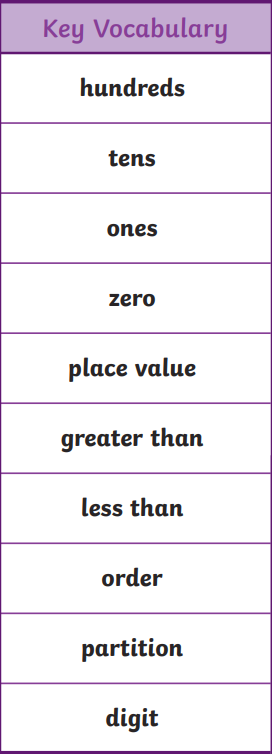 Key Vocabulary
hundreds
tens
ones
zero
place value
greater than
less than
order
partition
digit